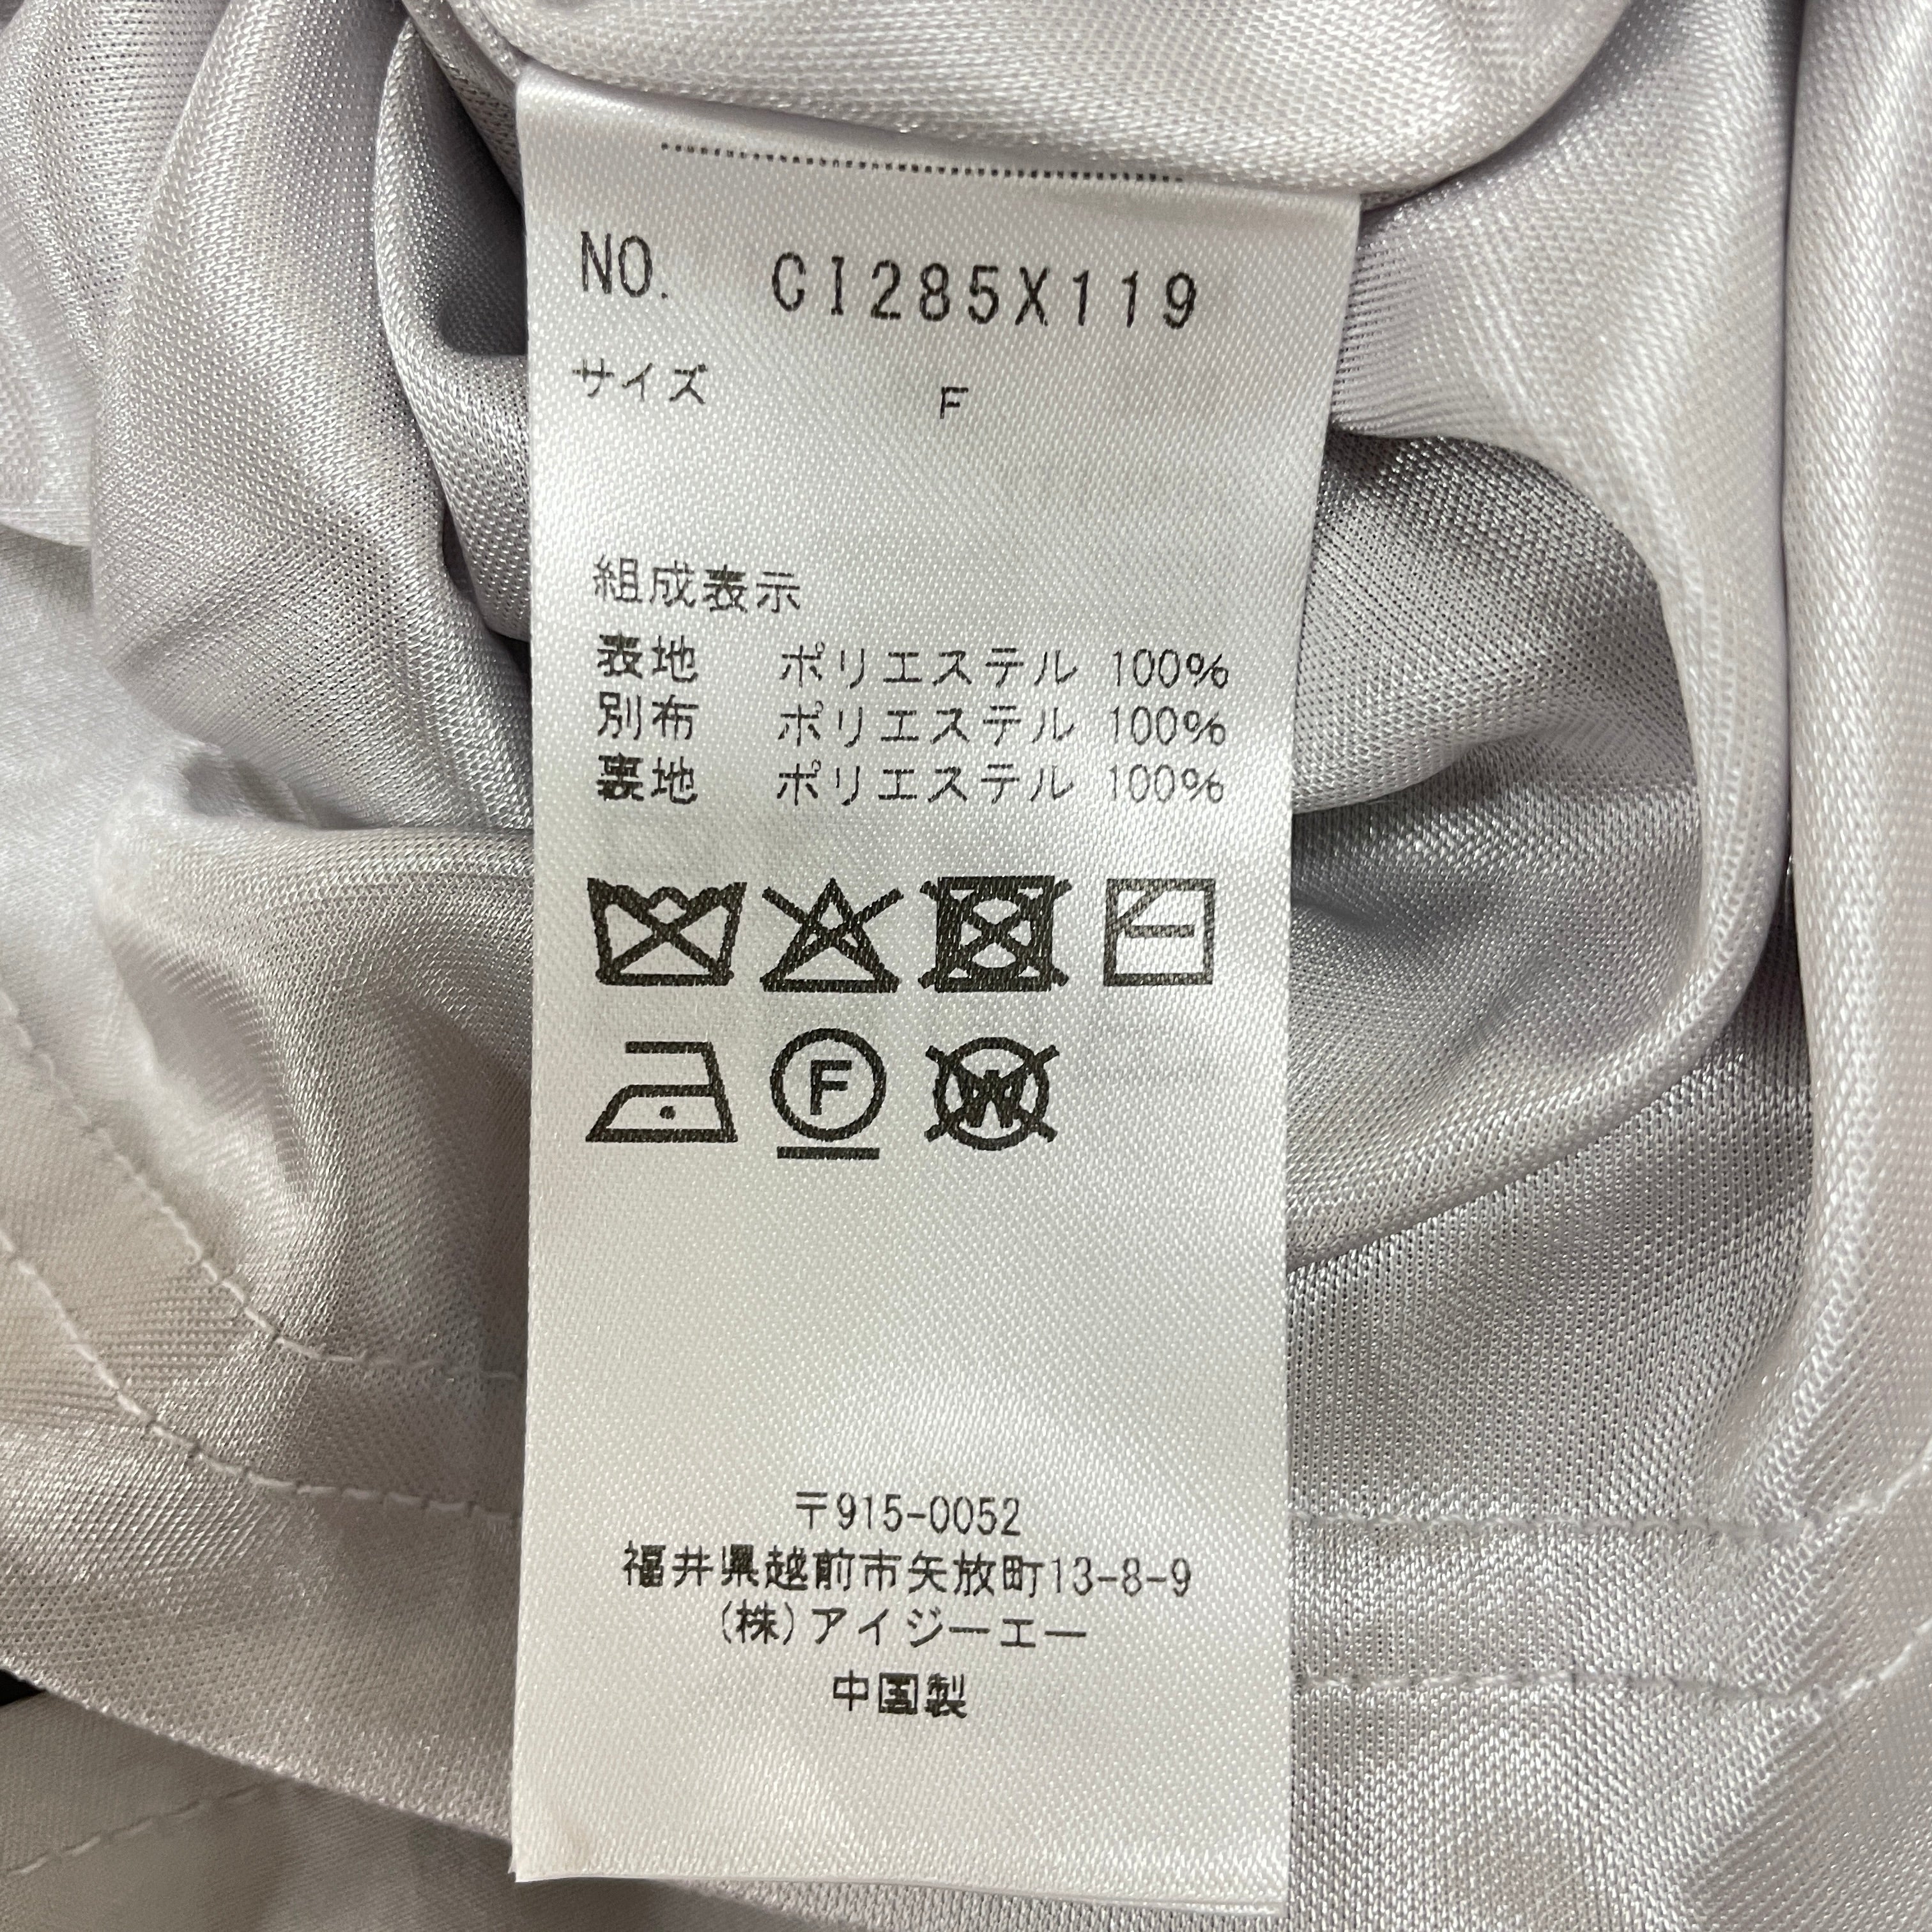 NO. CI285X119
サイズ F
組成表示
表地 ポリエステル 100%
別布 ポリエステル 100%
裏地 ポリエステル 100%
F W
〒915-0052
福井県越前市矢放町13-8-9
(株)アイジーエー
中国製